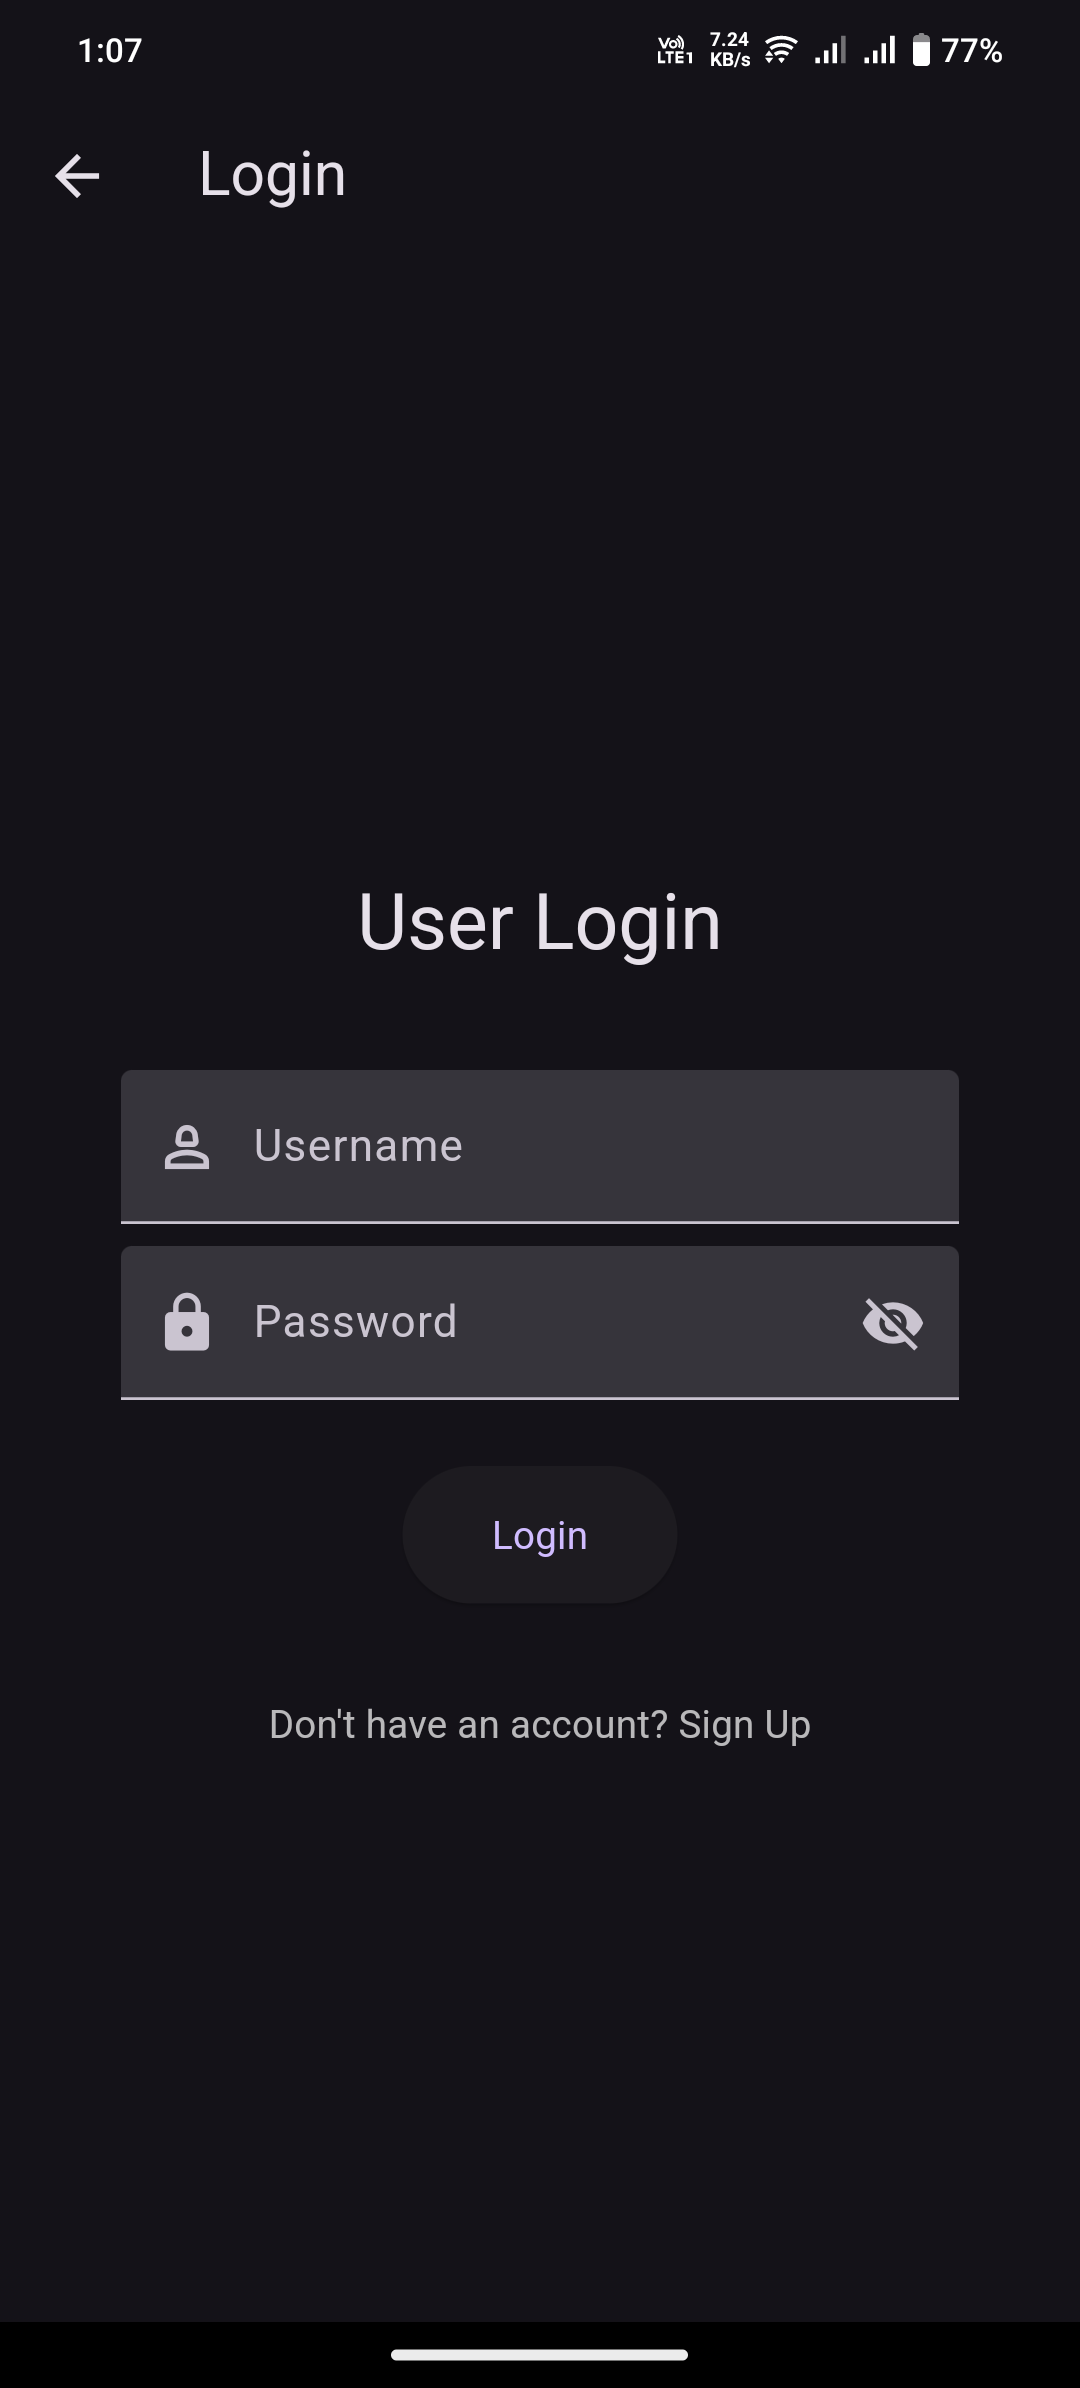 1:07
Vo LTE1
7.24 KB/s
77%
Login
User Login
Username
Password
Login
Don't have an account? Sign Up